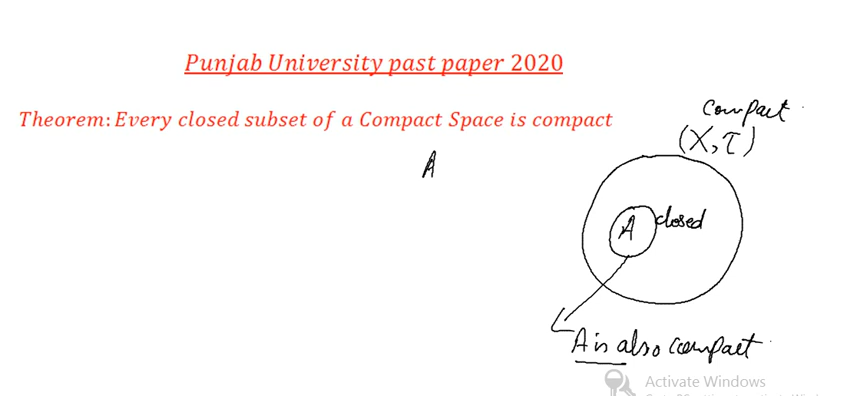 Punjab University past paper 2020
Theorem: Every closed subset of a Compact Space is compact
A
Compact
(X, τ)
A closed
A is also compact
Activate Windows